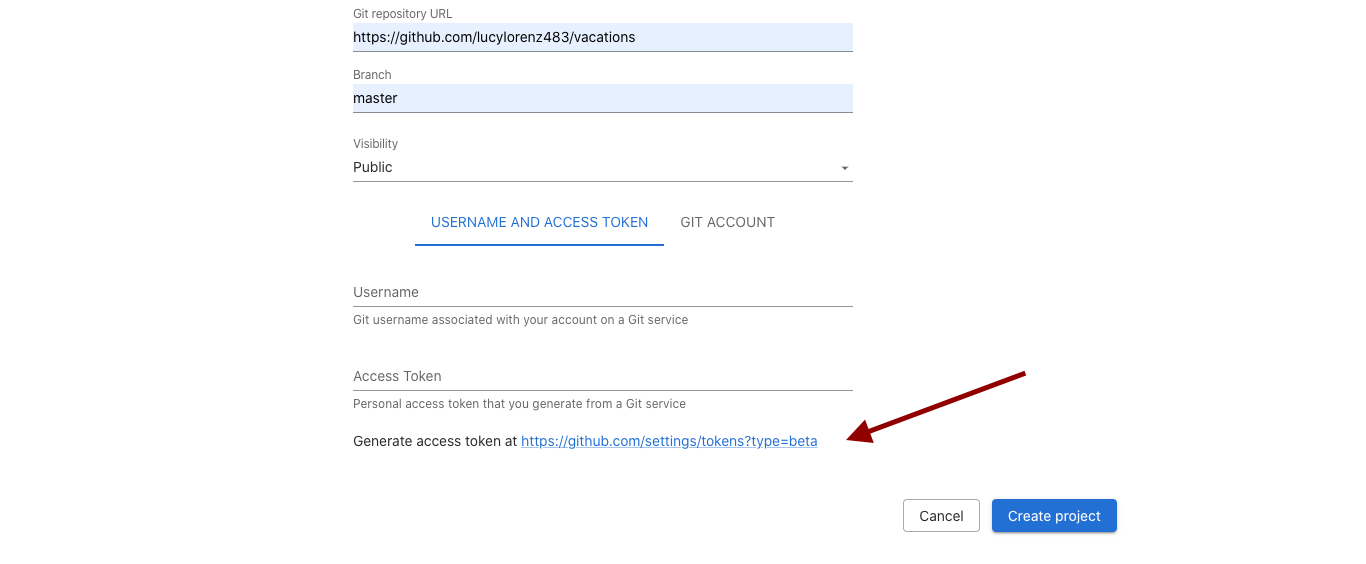 Git repository URL
https://github.com/lucylorenz483/vacations
Branch
master
Visibility
Public
USERNAME AND ACCESS TOKEN GIT ACCOUNT
Username
Git username associated with your account on a Git service
Access Token
Personal access token that you generate from a Git service
Generate access token at https://github.com/settings/tokens?type=beta
Cancel Create project